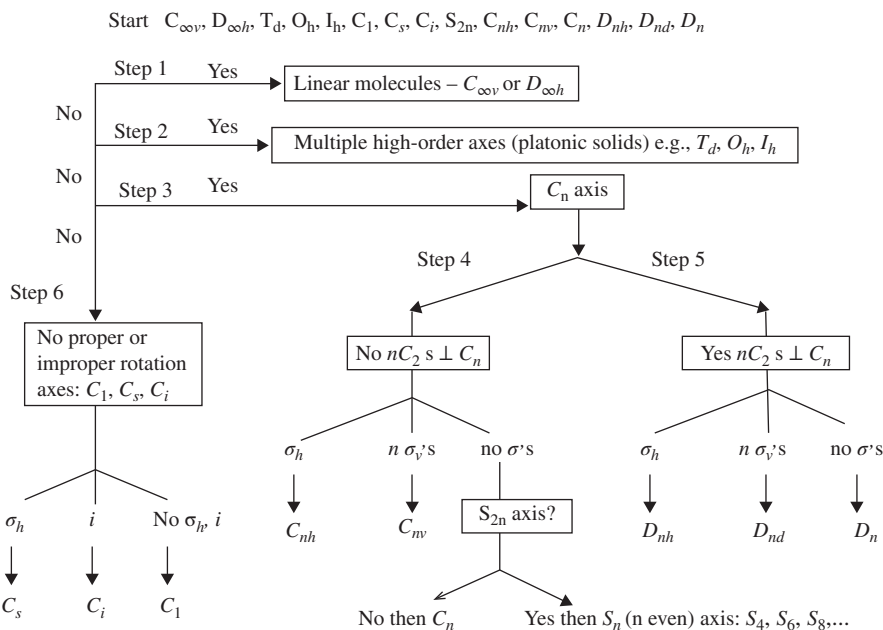 Start C∞v, D∞h, Td, Oh, Ih, C1, Cs, Ci, S2n, Cnh, Cnv, Cn, Dnh, Dnd, Dn
Step 1 Yes
Linear molecules – C∞v or D∞h
No
Step 2 Yes
Multiple high-order axes (platonic solids) e.g., Td, Oh, Ih
No
Step 3 Yes
Cn axis
No
Step 4
Step 5
Step 6
No proper or
improper rotation
axes: C1, Cs, Ci
No nC2 s ⊥ Cn
Yes nC2 s ⊥ Cn
σh
n σv's
no σ's
σh
n σv's
no σ's
Cnh
Cnv
S2n axis?
Dnh
Dnd
Dn
σh
i
No σh, i
Cs
Ci
C1
No then Cn
Yes then Sn (n even) axis: S4, S6, S8,...